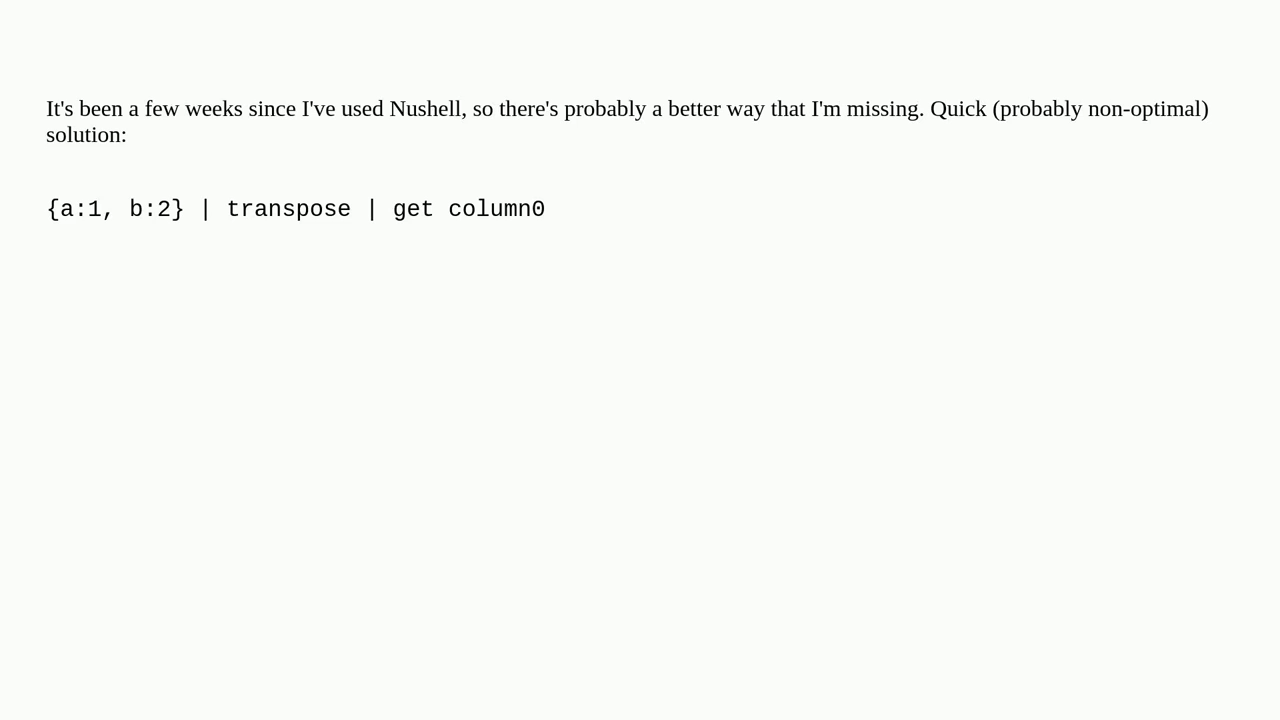 It's been a few weeks since I've used Nushell, so there's probably a better way that I'm missing. Quick (probably non-optimal)
solution:
{a:1, b:2} | transpose | get column0